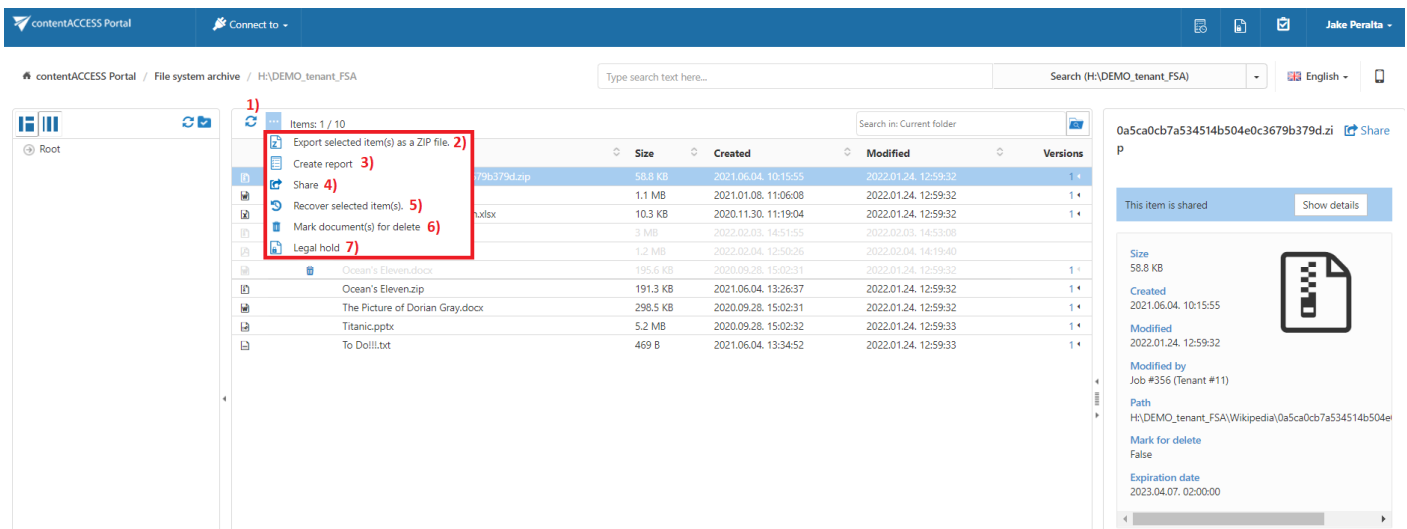 contentACCESS Portal
Connect to
Jake Peralta
contentACCESS Portal / File system archive / H:\DEMO_tenant_FSA
Type search text here...
Search (H:\DEMO_tenant_FSA)
English
1)
Items: 1 / 10
Search in: Current folder
Root
Export selected item(s) as a ZIP file. 2)
Create report 3)
Share 4)
Recover selected item(s). 5)
Mark document(s) for delete 6)
Legal hold 7)
Size Created Modified Versions
679b379d.zip 58.8 KB 2021.06.04. 10:15:55 2022.01.24. 12:59:32 1
1.1 MB 2021.01.08. 11:06:08 2022.01.24. 12:59:32 1
n.xlsx 10.3 KB 2020.11.30. 11:19:04 2022.01.24. 12:59:32 1
3 MB 2022.02.03. 14:51:55 2022.02.03. 14:53:08
1.2 MB 2022.02.04. 12:50:26 2022.02.04. 14:19:40
Ocean's Eleven.docx 195.6 KB 2020.09.28. 15:02:31 2022.01.24. 12:59:32 1
Ocean's Eleven.zip 191.3 KB 2021.06.04. 13:26:37 2022.01.24. 12:59:32 1
The Picture of Dorian Gray.docx 298.5 KB 2020.09.28. 15:02:31 2022.01.24. 12:59:32 1
Titanic.pptx 5.2 MB 2020.09.28. 15:02:32 2022.01.24. 12:59:33 1
To Do!!!.txt 469 B 2021.06.04. 13:34:52 2022.01.24. 12:59:33 1
0a5ca0cb7a534514b504e0c3679b379d.zi
p
Share
This item is shared
Show details
Size
58.8 KB
Created
2021.06.04. 10:15:55
Modified
2022.01.24. 12:59:32
Modified by
Job #356 (Tenant #11)
Path
H:\DEMO_tenant_FSA\Wikipedia\0a5ca0cb7a534514b504e
Mark for delete
False
Expiration date
2023.04.07. 02:00:00